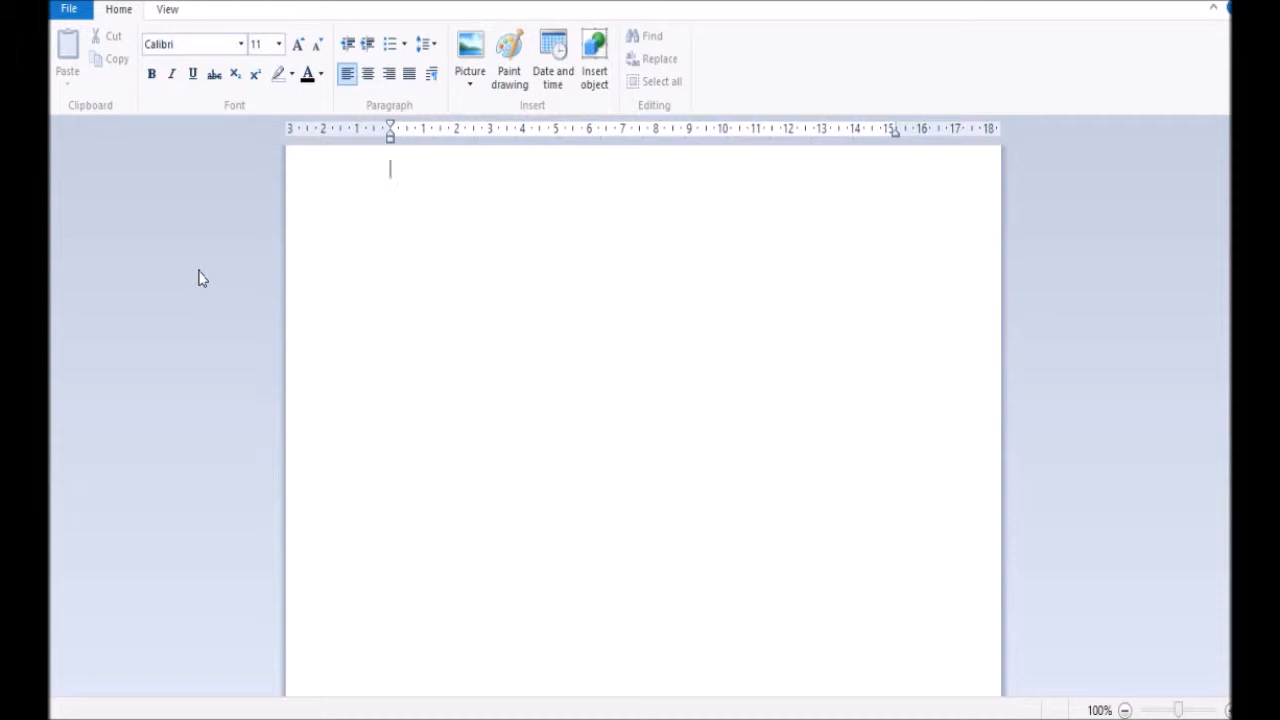 File Home View
Cut
Copy
Paste
Clipboard
Calibri 11
B I U abc X₂ X²
A
Font
Paragraph
Picture
Paint drawing
Date and time
Insert object
Insert
Find
Replace
Select all
Editing
3 2 1 1 2 3 4 5 6 7 8 9 10 11 12 13 14 15 16 17 18
100%